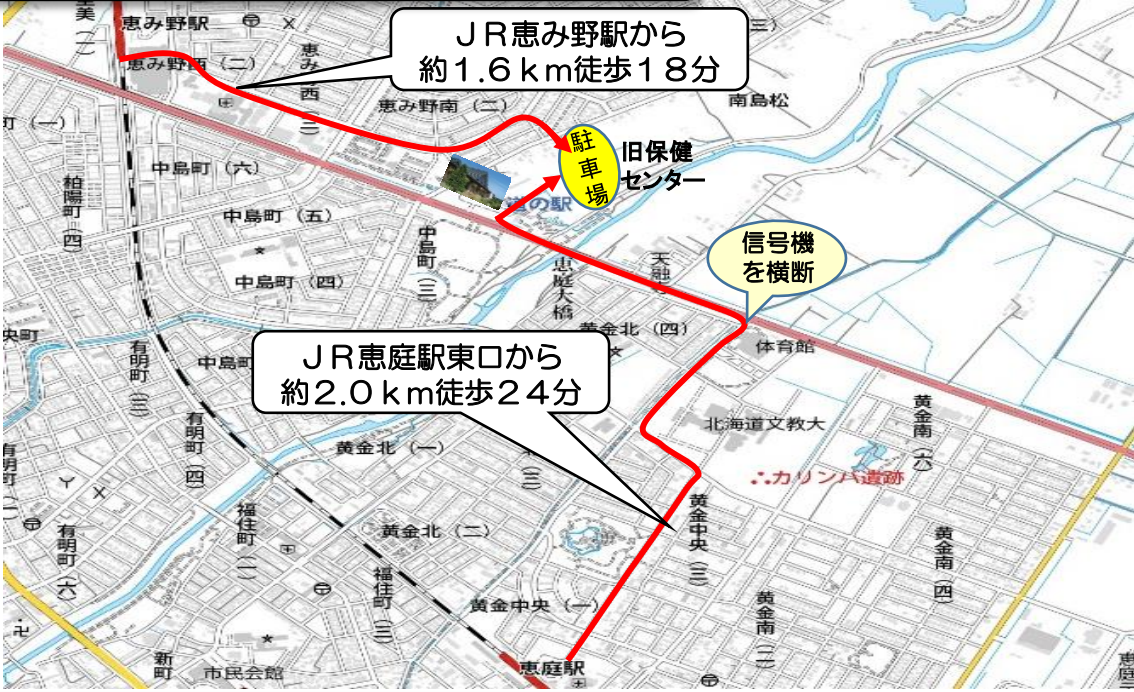 恵み野駅
恵み野西(二)
ＪＲ恵み野駅から
約１.６ｋｍ徒歩１８分
恵み野南(二)
南島松
中島町(六)
柏陽町(四)
中島町(五)
中島町(四)
中島町(三)
駐車場
旧保健
センター
道の駅
恵庭大橋
信号機
を横断
黄金北(四)
体育館
有明町(三)
ＪＲ恵庭駅東口から
約２.０ｋｍ徒歩２４分
北海道文教大
黄金南(六)
∴カリンバ遺跡
有明町(四)
黄金北(一)
黄金北(二)
福住町(一)
福住町(三)
有明町(六)
黄金中央(三)
黄金南(四)
黄金中央(一)
黄金南(二)
恵庭駅
新町
市民会館